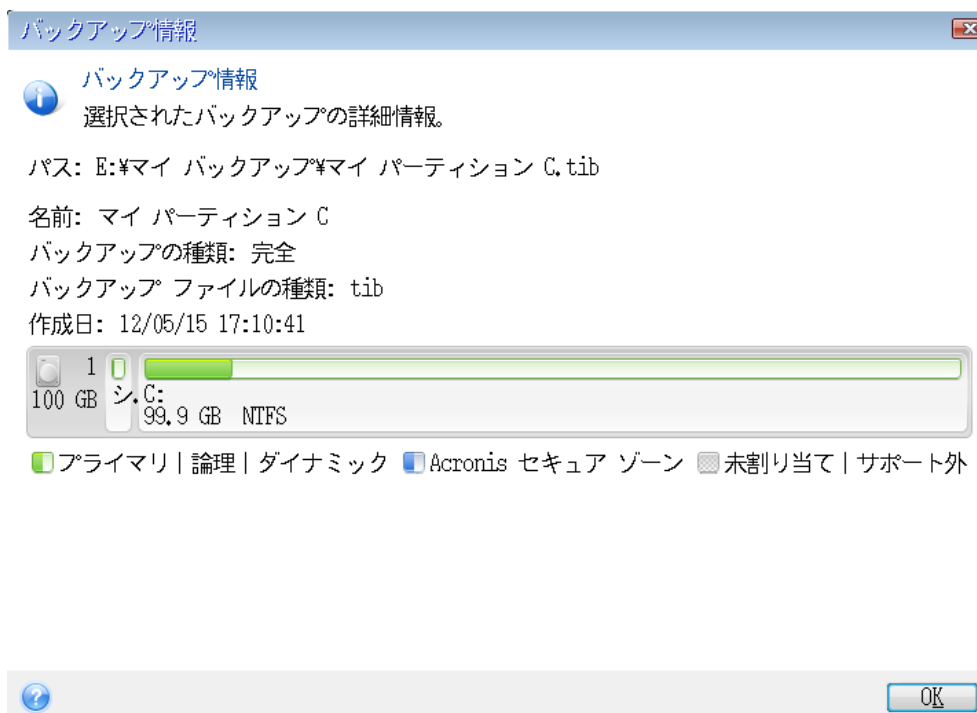 バックアップ情報
バックアップ情報
選択されたバックアップの詳細情報。
パス: E:¥マイ バックアップ¥マイ パーティション C.tib
名前: マイ パーティション C
バックアップの種類: 完全
バックアップ ファイルの種類: tib
作成日: 12/05/15 17:10:41
1
100 GB
シ.
C:
99.9 GB NTFS
プライマリ | 論理 | ダイナミック Acronis セキュア ゾーン 未割り当て | サポート外
OK